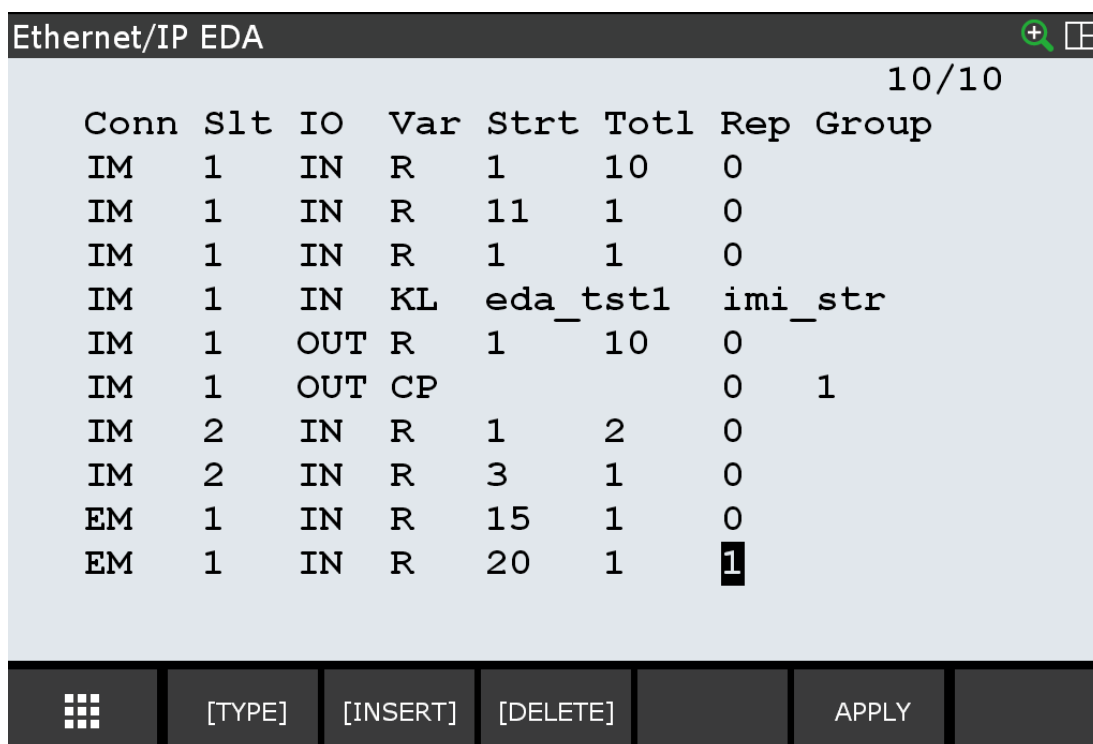 Ethernet/IP EDA
10/10
Conn Slt IO Var Strt Totl Rep Group
IM 1 IN R 1 10 0
IM 1 IN R 11 1 0
IM 1 IN R 1 1 0
IM 1 IN KL eda_tst1 imi_str
IM 1 OUT R 1 10 0
IM 1 OUT CP 0 1
IM 2 IN R 1 2 0
IM 2 IN R 3 1 0
EM 1 IN R 15 1 0
EM 1 IN R 20 1 1
[TYPE] [INSERT] [DELETE] APPLY